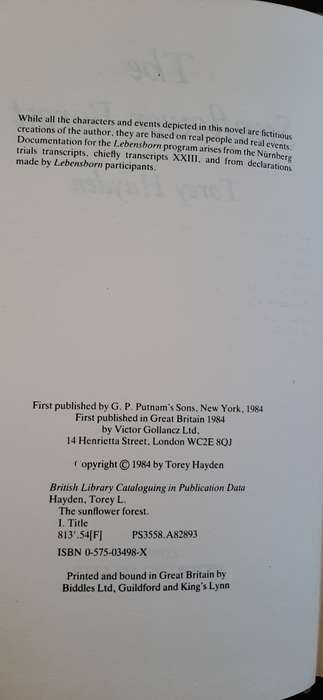 While all the characters and events depicted in this novel are fictitious
creations of the author, they are based on real people and real events.
Documentation for the Lebensborn program arises from the Nürnberg
trials transcripts, chiefly transcripts XXIII, and from declarations
made by Lebensborn participants.
First published by G. P. Putnam's Sons, New York, 1984
First published in Great Britain 1984
by Victor Gollancz Ltd,
14 Henrietta Street, London WC2E 8QJ
Copyright © 1984 by Torey Hayden
British Library Cataloguing in Publication Data
Hayden, Torey L.
The sunflower forest.
I. Title
813'.54[F] PS3558.A82893
ISBN 0-575-03498-X
Printed and bound in Great Britain by
Biddles Ltd, Guildford and King's Lynn